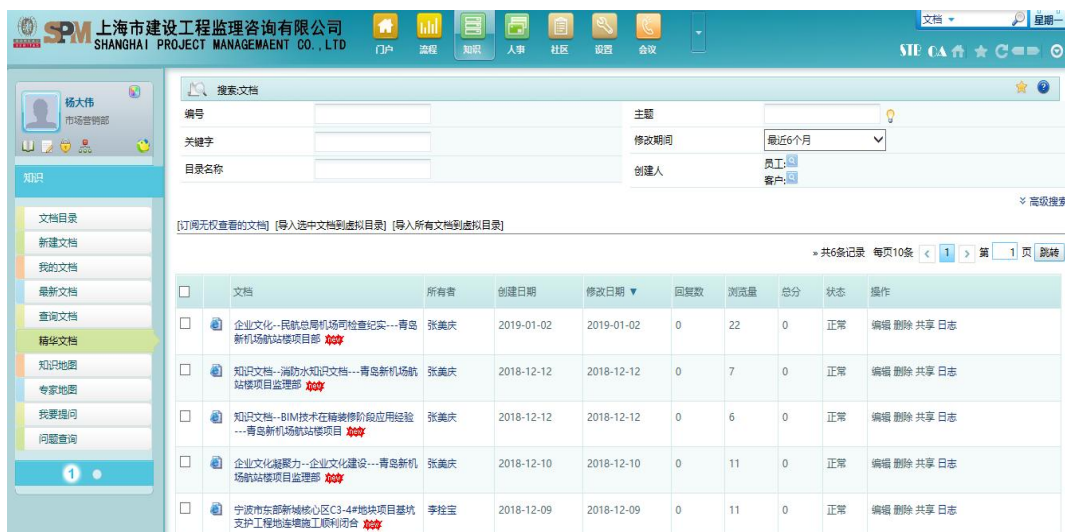 SPM 上海市建设工程监理咨询有限公司
SHANGHAI PROJECT MANAGEMAENT CO.,LTD
门户 流程 知识 人事 社区 设置 会议
文档 星期一
杨大伟
市场营销部
知识
文档目录
新建文档
我的文档
最新文档
查询文档
精华文档
知识地图
专家地图
我要提问
问题查询
1
搜索:文档
编号 主题
关键字 修改期间 最近6个月
目录名称 创建人 员工:
客户:
高级搜索
[订阅无权查看的文档] [导入选中文档到虚拟目录] [导入所有文档到虚拟目录]
» 共6条记录 每页10条 < 1 > 第 1 页 跳转
文档 所有者 创建日期 修改日期 ▼ 回复数 浏览量 总分 状态 操作
企业文化--民航总局机场司检查纪实---青岛 张美庆 2019-01-02 2019-01-02 0 22 0 正常 编辑 删除 共享 日志
新机场航站楼项目部 new
知识文档--消防水知识文档---青岛新机场航 张美庆 2018-12-12 2018-12-12 0 7 0 正常 编辑 删除 共享 日志
站楼项目监理部 new
知识文档--BIM技术在精装修阶段应用经验 张美庆 2018-12-12 2018-12-12 0 6 0 正常 编辑 删除 共享 日志
---青岛新机场航站楼项目 new
企业文化凝聚力--企业文化建设---青岛新机 张美庆 2018-12-10 2018-12-10 0 11 0 正常 编辑 删除 共享 日志
场航站楼项目监理部 new
宁波市东部新城核心区C3-4#地块项目基坑 李拴宝 2018-12-09 2018-12-09 0 11 0 正常 编辑 删除 共享 日志
支护工程地连墙施工顺利闭合 new